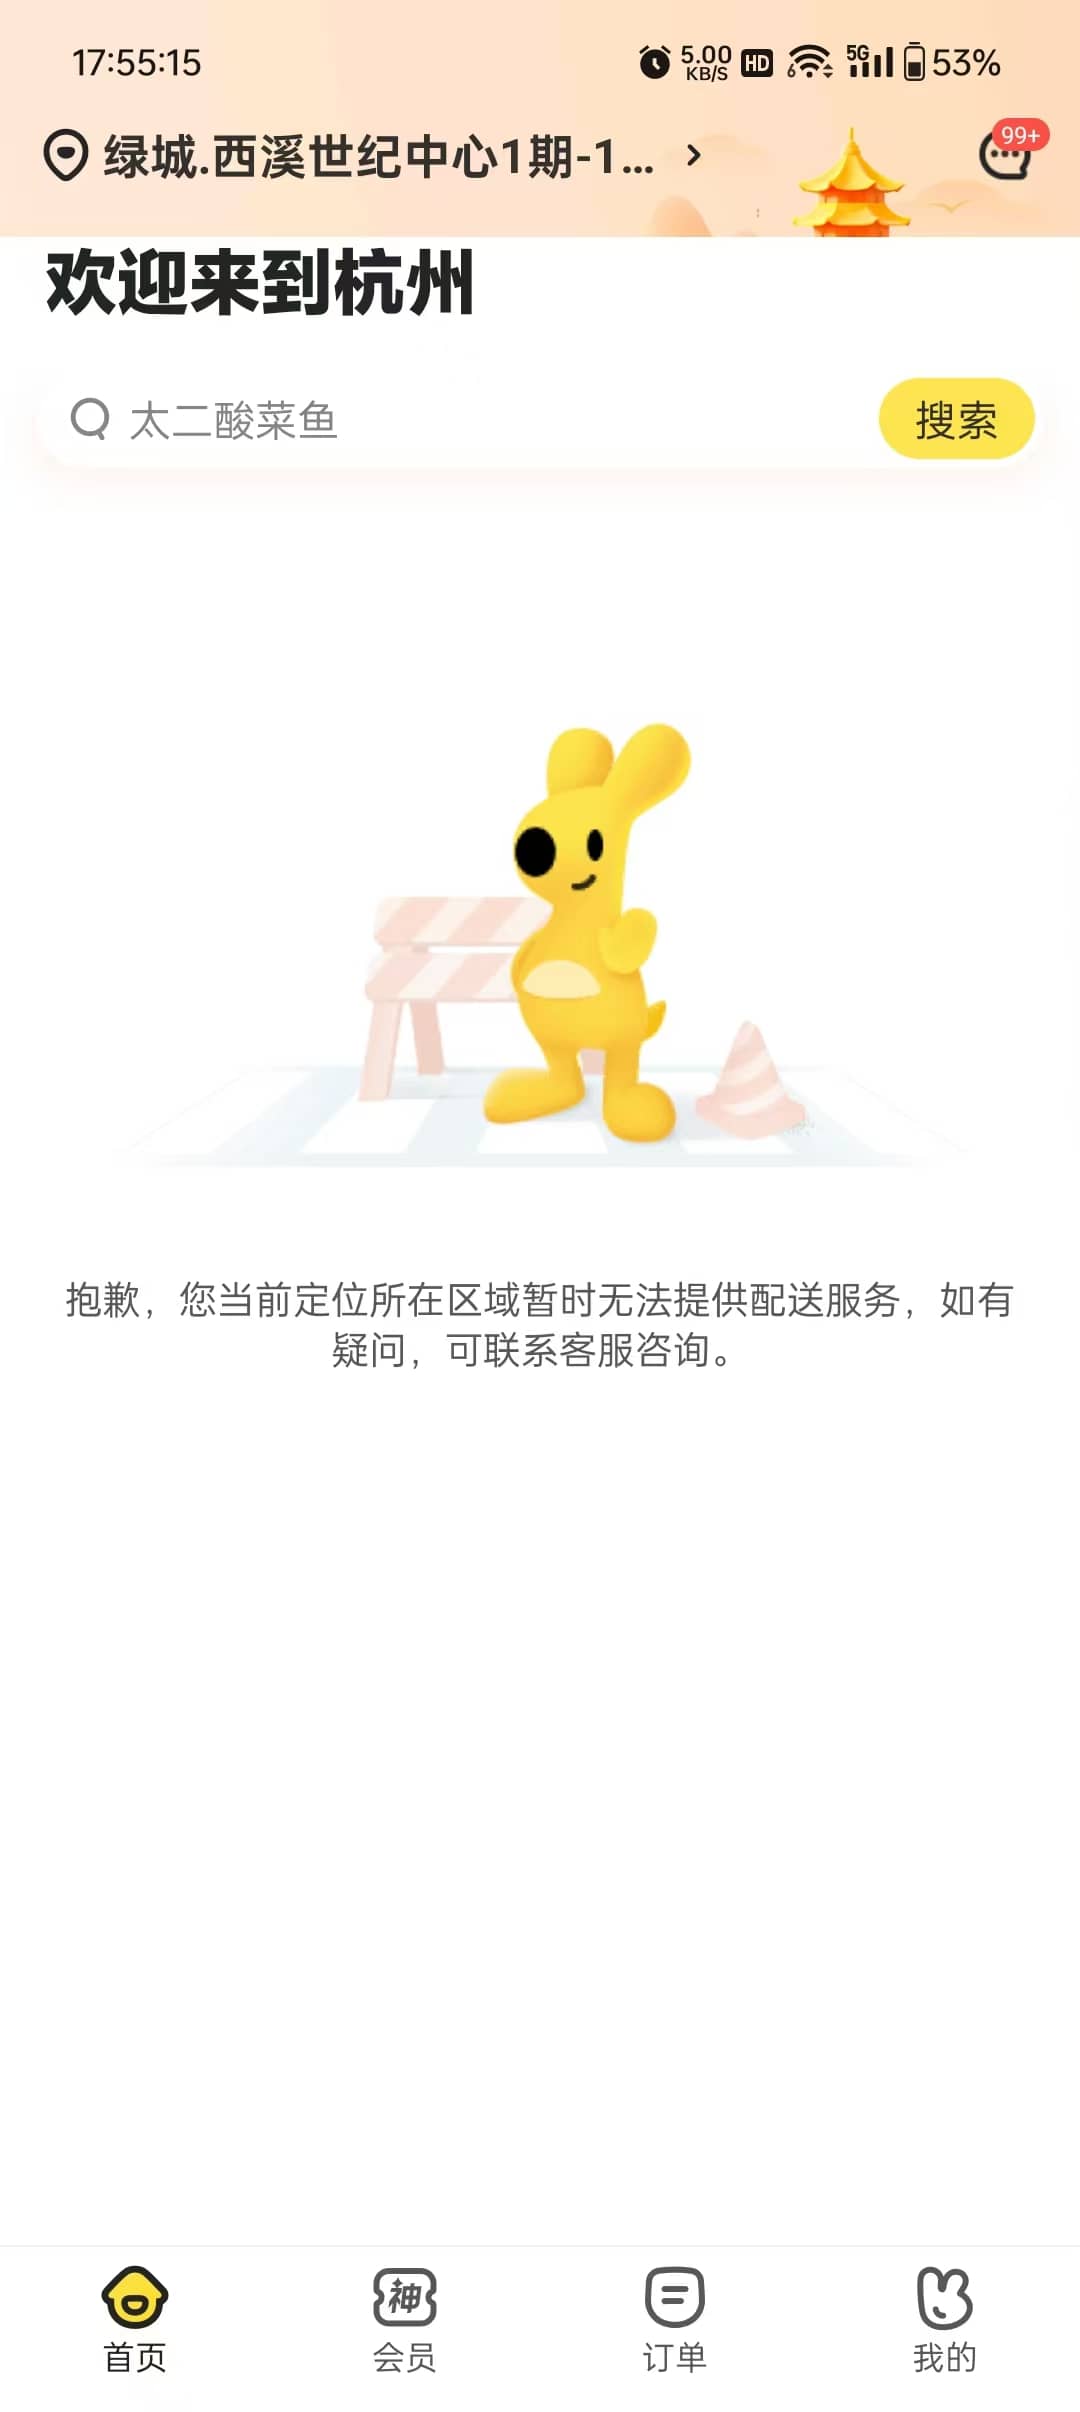 17:55:15
5.00
KB/S
HD
6
5G
53%
绿城.西溪世纪中心1期-1...
99+
欢迎来到杭州
太二酸菜鱼
搜索
抱歉，您当前定位所在区域暂时无法提供配送服务，如有
疑问，可联系客服咨询。
神
首页
会员
订单
我的